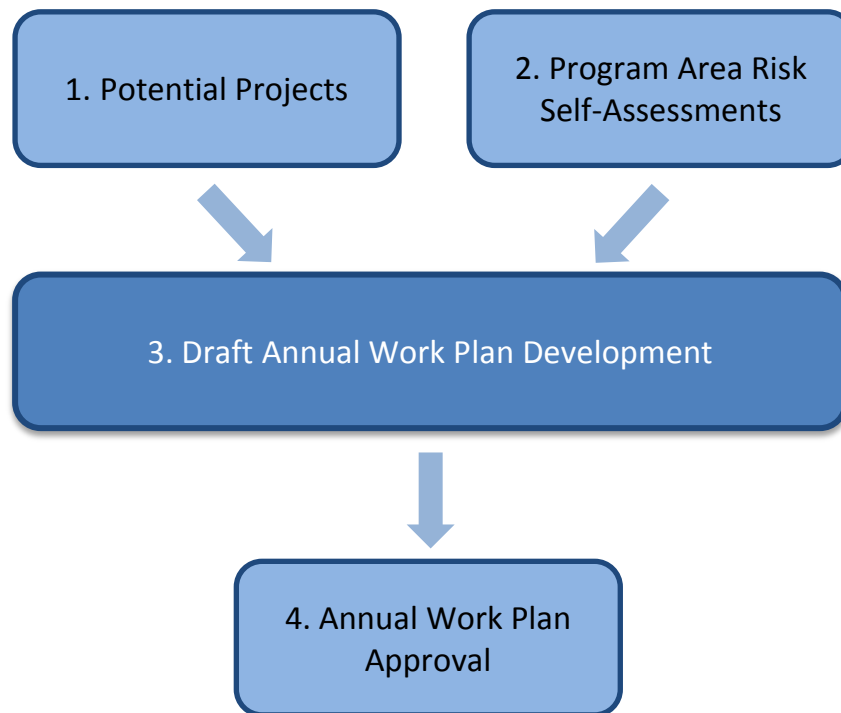 1. Potential Projects
2. Program Area Risk
Self-Assessments
3. Draft Annual Work Plan Development
4. Annual Work Plan
Approval